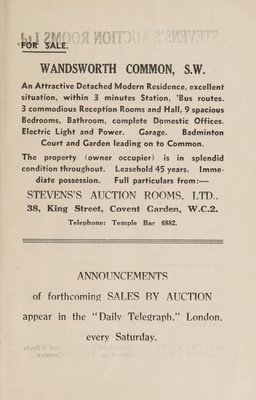 FOR SALE.
WANDSWORTH COMMON, S.W.
An Attractive Detached Modern Residence, excellent
situation, within 3 minutes Station, 'Bus routes.
3 commodious Reception Rooms and Hall, 9 spacious
Bedrooms, Bathroom, complete Domestic Offices.
Electric Light and Power. Garage. Badminton
Court and Garden leading on to Common.
The property (owner occupier) is in splendid
condition throughout. Leasehold 45 years. Imme-
diate possession. Full particulars from:—
STEVENS'S AUCTION ROOMS, LTD.,
38, King Street, Covent Garden, W.C.2.
Telephone: Temple Bar 6882.
ANNOUNCEMENTS
of forthcoming SALES BY AUCTION
appear in the "Daily Telegraph," London,
every Saturday.